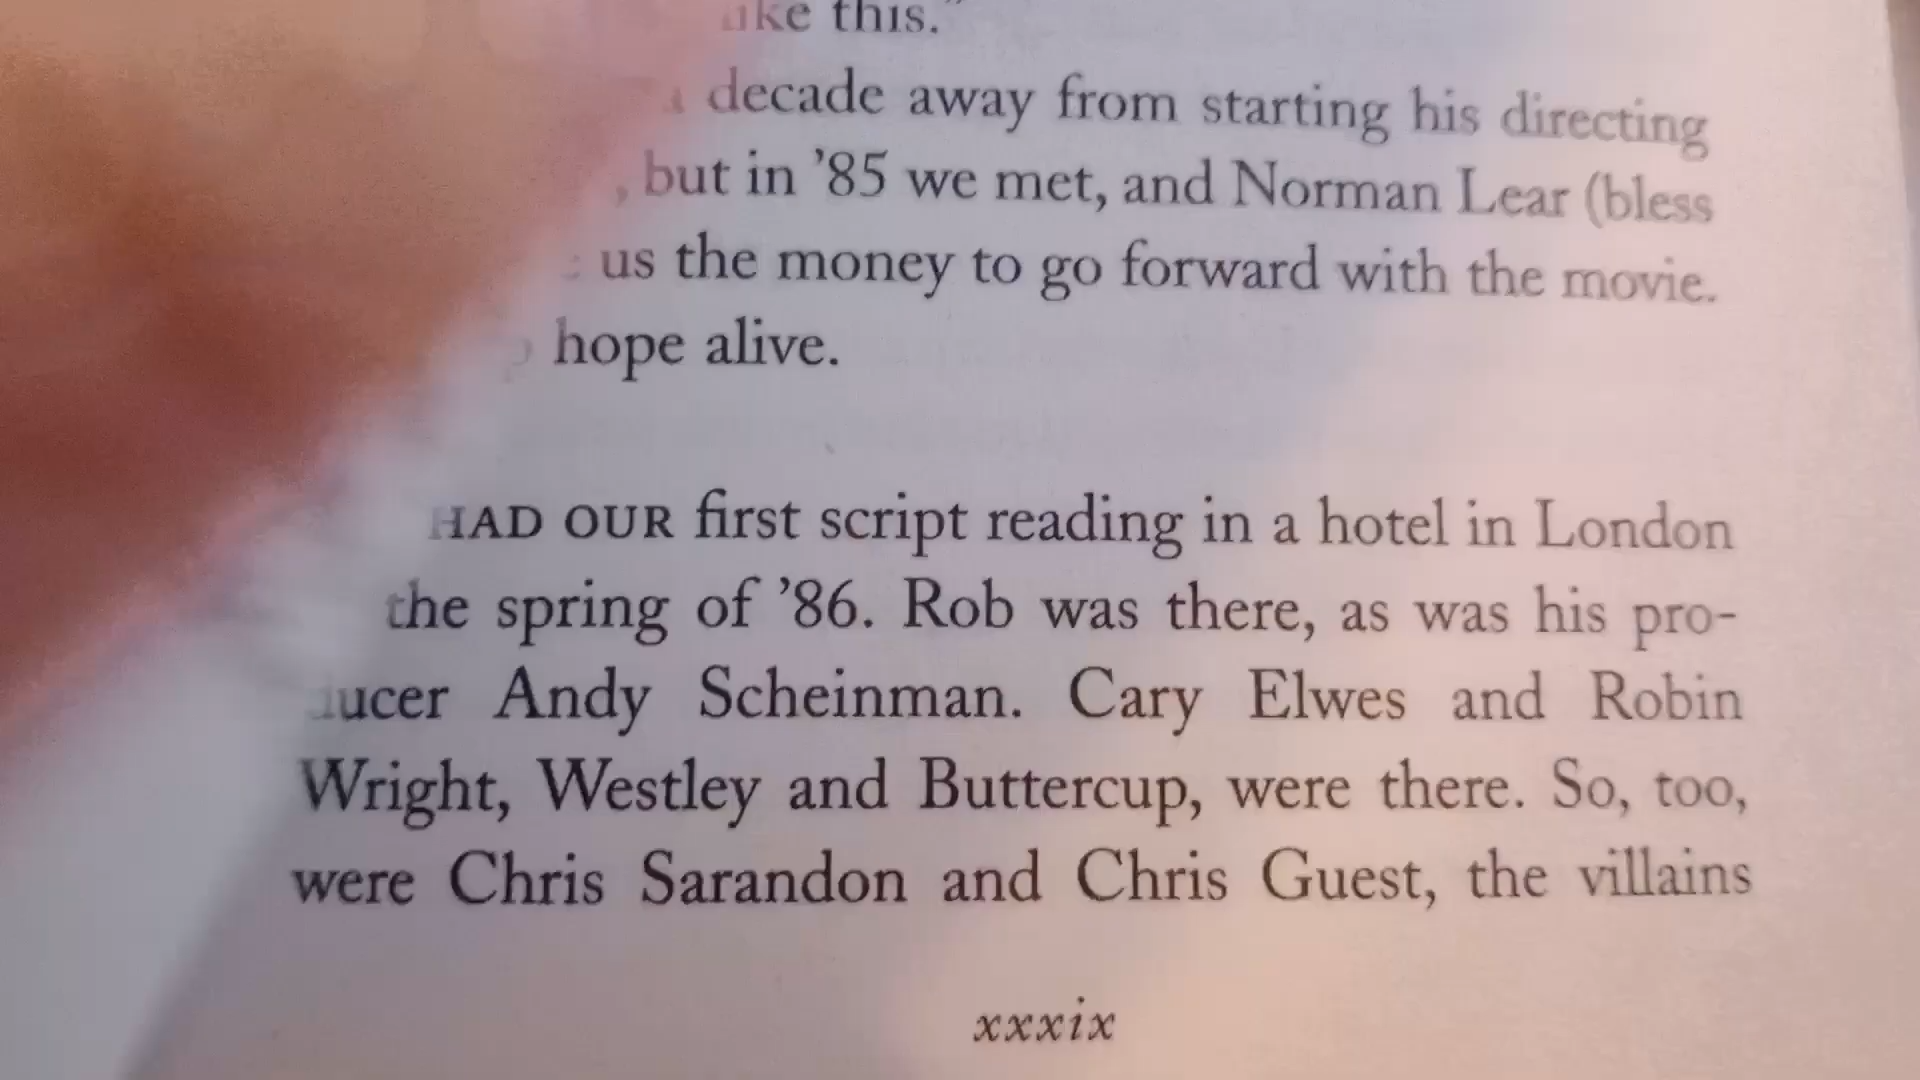 this.”
decade away from starting his directing
, but in ’85 we met, and Norman Lear (bless
us the money to go forward with the movie.
hope alive.
HAD OUR first script reading in a hotel in London
the spring of ’86. Rob was there, as was his pro-
ucer Andy Scheinman. Cary Elwes and Robin
Wright, Westley and Buttercup, were there. So, too,
were Chris Sarandon and Chris Guest, the villains
xxxix